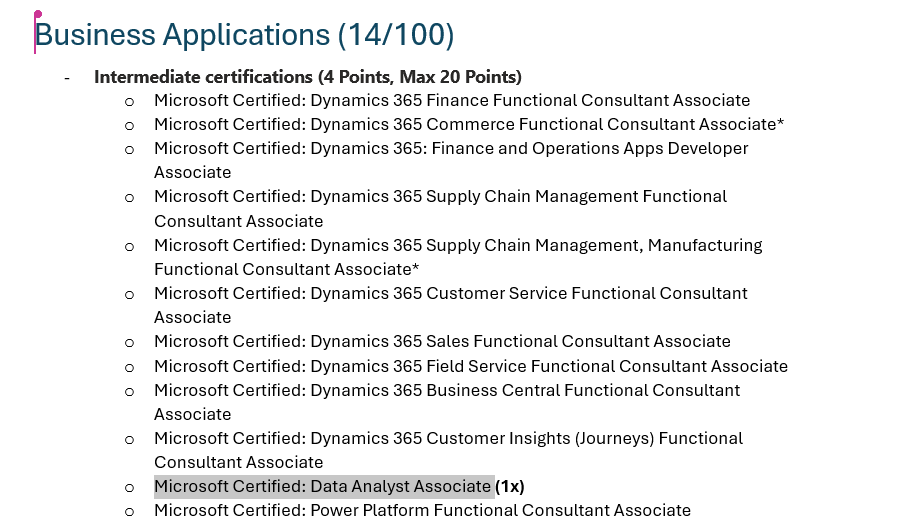 Business Applications (14/100)
- Intermediate certifications (4 Points, Max 20 Points)
o Microsoft Certified: Dynamics 365 Finance Functional Consultant Associate
o Microsoft Certified: Dynamics 365 Commerce Functional Consultant Associate*
o Microsoft Certified: Dynamics 365: Finance and Operations Apps Developer
Associate
o Microsoft Certified: Dynamics 365 Supply Chain Management Functional
Consultant Associate
o Microsoft Certified: Dynamics 365 Supply Chain Management, Manufacturing
Functional Consultant Associate*
o Microsoft Certified: Dynamics 365 Customer Service Functional Consultant
Associate
o Microsoft Certified: Dynamics 365 Sales Functional Consultant Associate
o Microsoft Certified: Dynamics 365 Field Service Functional Consultant Associate
o Microsoft Certified: Dynamics 365 Business Central Functional Consultant
Associate
o Microsoft Certified: Dynamics 365 Customer Insights (Journeys) Functional
Consultant Associate
o Microsoft Certified: Data Analyst Associate (1x)
o Microsoft Certified: Power Platform Functional Consultant Associate